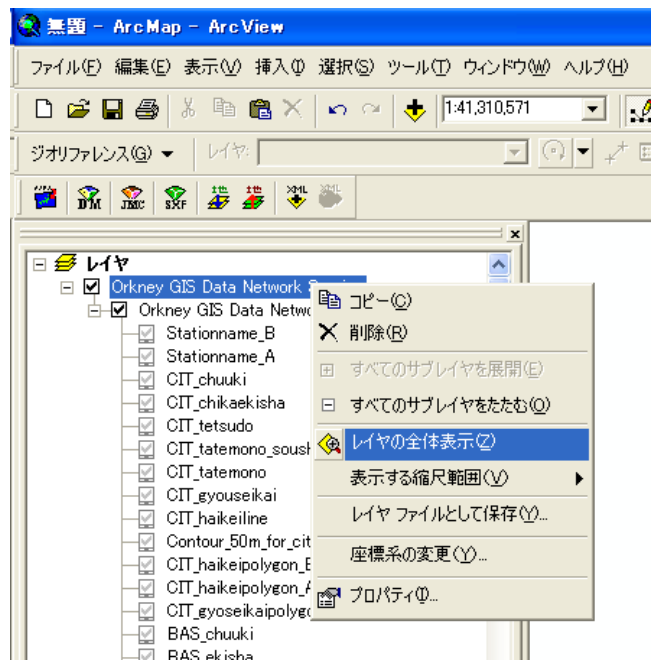 無題 - ArcMap - ArcView
ファイル(F) 編集(E) 表示(V) 挿入(I) 選択(S) ツール(T) ウィンドウ(W) ヘルプ(H)
1:41,310,571
ジオリファレンス(G) レイヤ:
DM JMC SXF XML XML
レイヤ
Orkney GIS Data Network
Orkney GIS Data
Stationname_B
Stationname_A
CIT_chuuki
CIT_chikaekisha
CIT_tetsudo
CIT_tatemono
CIT_gyouseikai
CIT_haikeiline
Contour_50m_for_cit
CIT_haikeipolygon
CIT_haikeipolygon
BAS_chuuki
BAS_ekisha
コピー(C)
削除(R)
すべてのサブレイヤを展開(E)
すべてのサブレイヤをたたむ(O)
レイヤの全体表示(Z)
表示する縮尺範囲(V)
レイヤ ファイルとして保存(Y)...
座標系の変更(Y)...
プロパティ(I)...